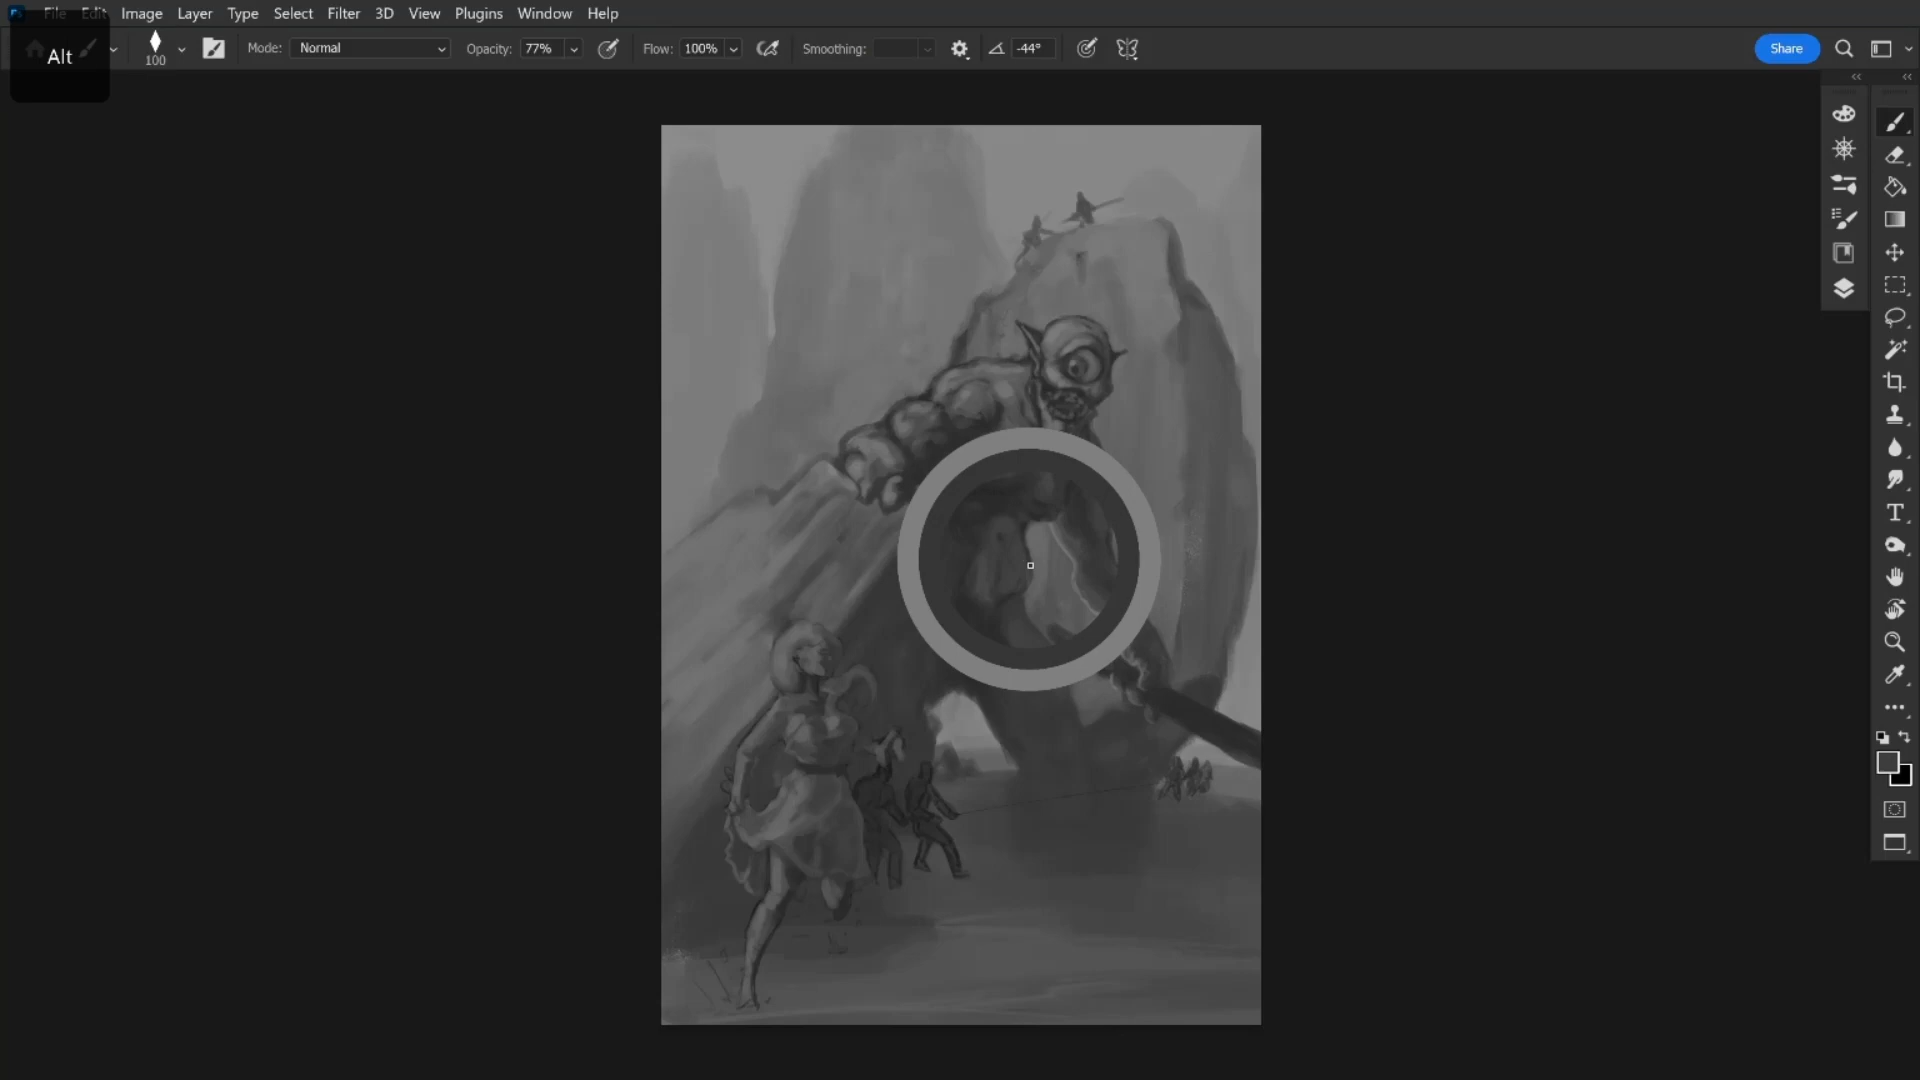 File Edit Image Layer Type Select Filter 3D View Plugins Window Help
Alt
100
Mode: Normal Opacity: 77% Flow: 100% Smoothing: -44° Share